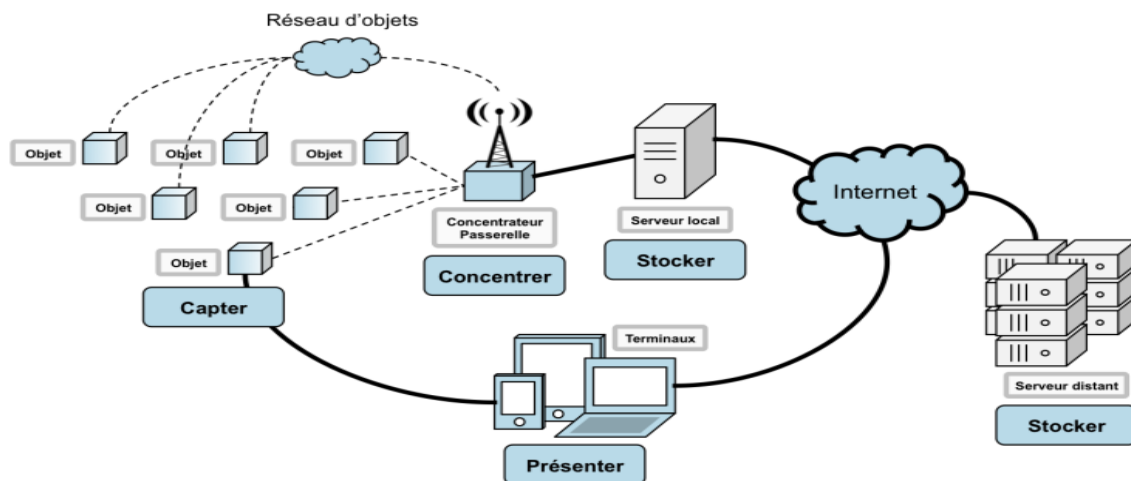 Réseau d'objets
Objet
Objet
Objet
Objet
Objet
Objet
Capter
Concentrateur
Passerelle
Concentrer
Serveur local
Stocker
Internet
Terminaux
Présenter
Serveur distant
Stocker